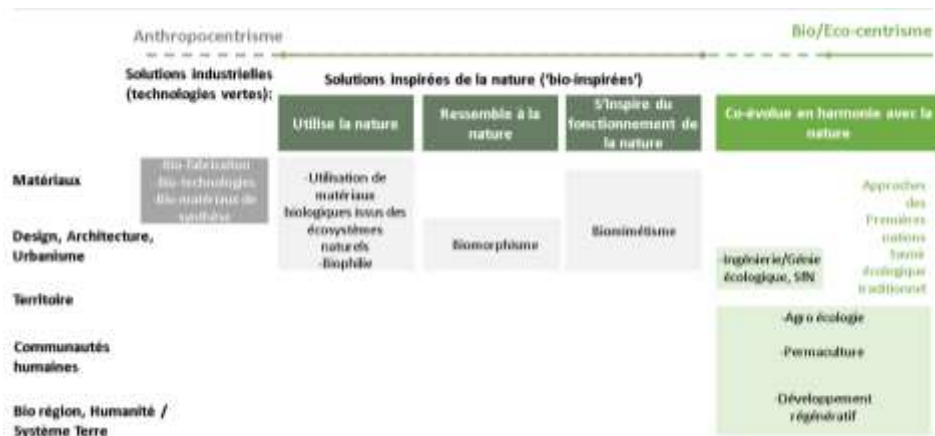 Anthropocentrisme
Bio/Eco-centrisme
Solutions industrielles
(technologies vertes):
Solutions inspirées de la nature ('bio-inspirées')
Utilise la nature
Ressemble à la
nature
S'inspire du
fonctionnement de
la nature
Co-évolue en harmonie avec la
nature
Matériaux
-Bio-fabrication
-Bio-technologies
-Bio-matériaux de
synthèse
-Utilisation de
matériaux
biologiques issus des
écosystèmes
naturels
-Biophilie
Biomorphisme
Biomimétisme
Approches
des
Premières
nations
écologique
traditionnel
Design, Architecture,
Urbanisme
-Ingénierie/Génie
écologique, SfN
Territoire
-Agro écologie
Communautés
humaines
-Permaculture
Bio région, Humanité /
Système Terre
-Développement
régénératif